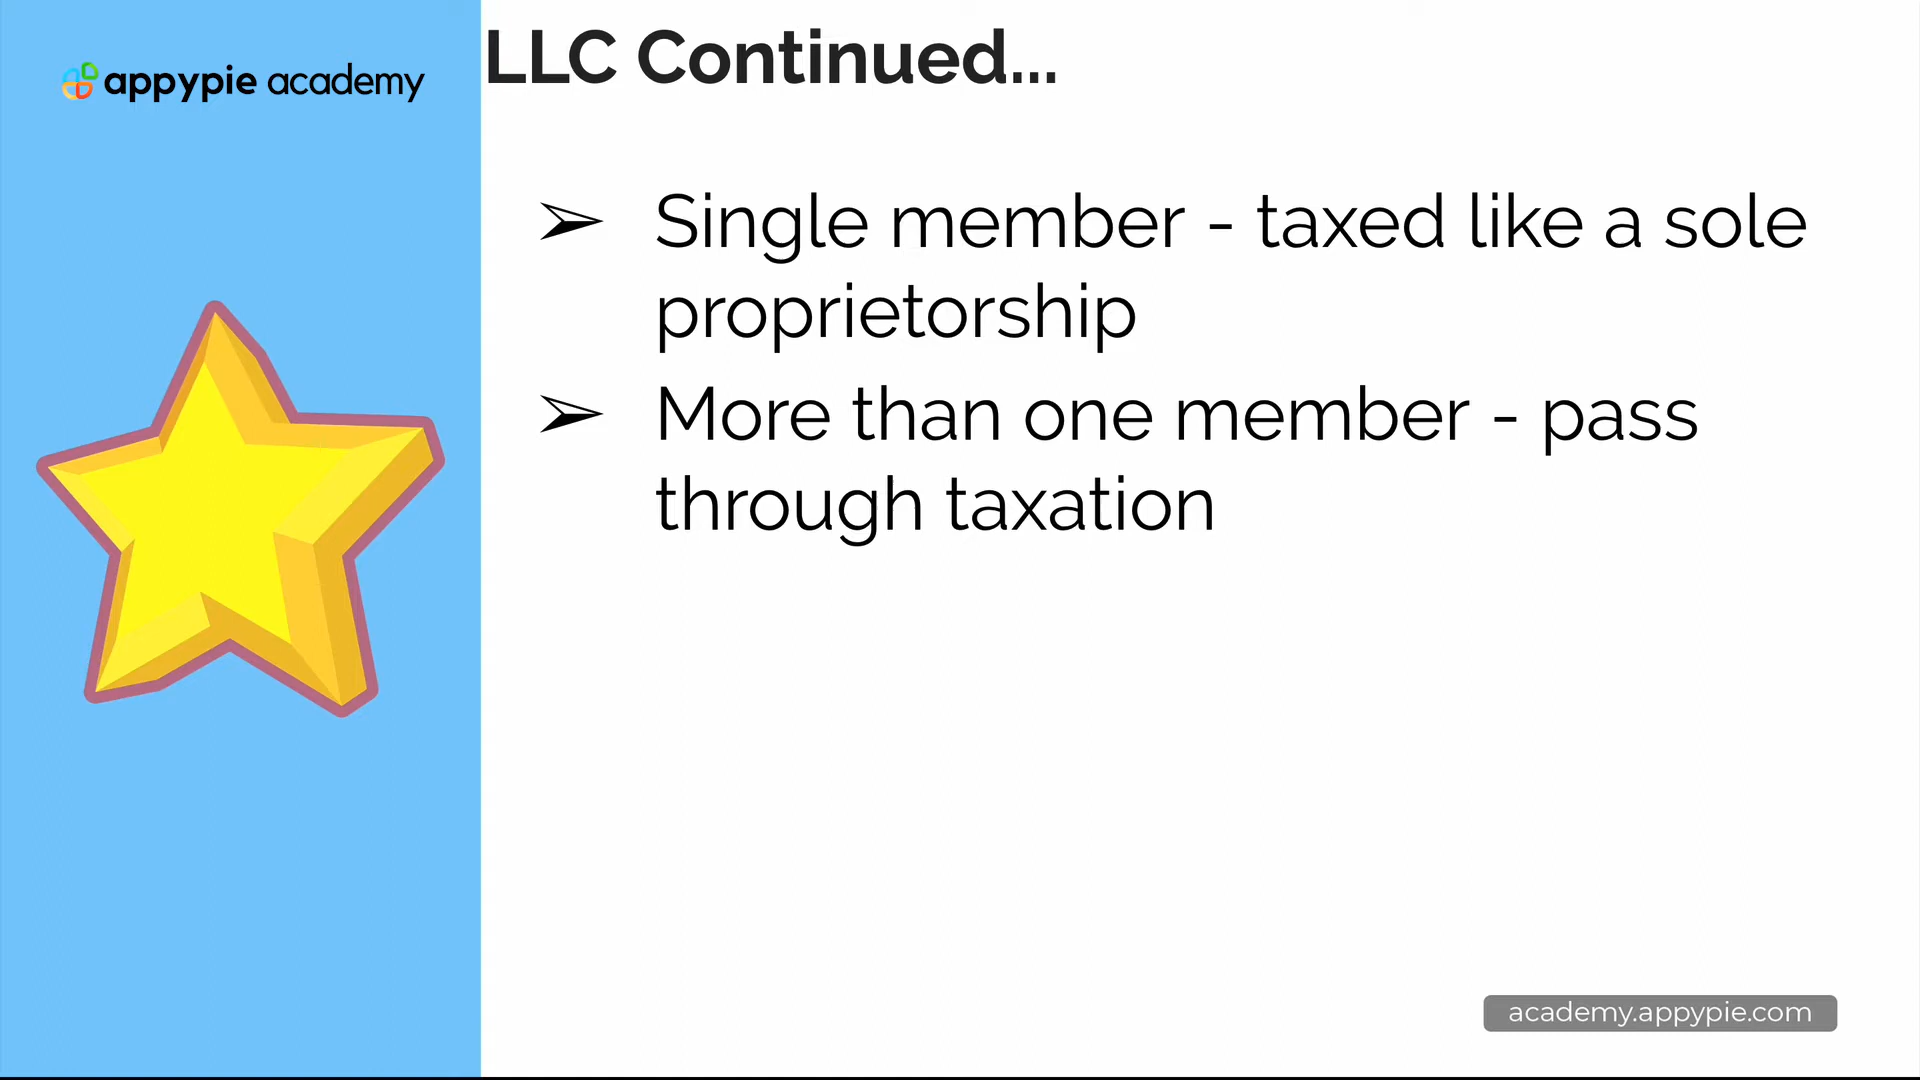 appypie academy
LLC Continued...
➢ Single member - taxed like a sole
proprietorship
➢ More than one member - pass
through taxation
academy.appypie.com